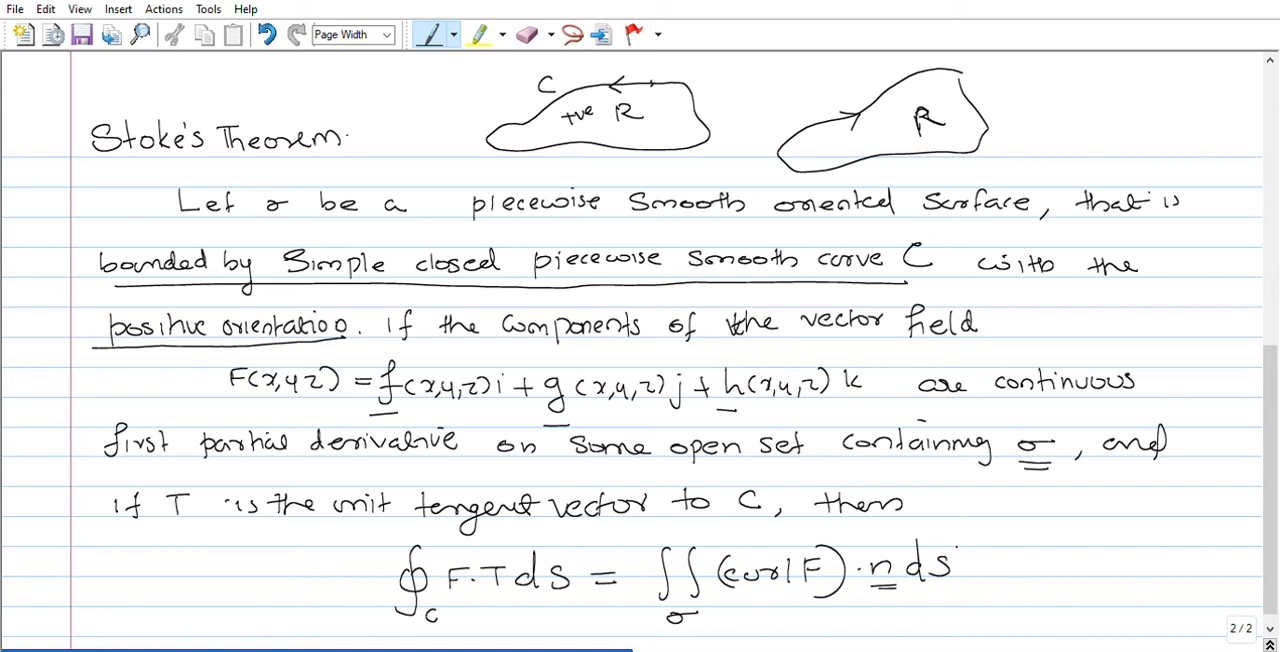 File Edit View Insert Actions Tools Help
Page Width
C
+ve R
R
Stoke's Theorem.
Let σ be a piecewise smooth oriented surface, that is
bounded by simple closed piecewise smooth curve C with the
positive orientation. if the components of the vector field
F(x,y,z) = f(x,y,z)i + g(x,y,z)j + h(x,y,z)k are continuous
first partial derivative on some open set containing σ, and
if T is the unit tangent vector to C, then
∮_C F.T dS = ∬_σ (curl F) . n dS
2 / 2